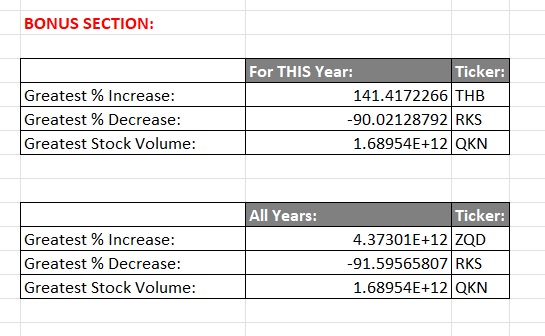 BONUS SECTION:
For THIS Year: Ticker:
Greatest % Increase: 141.4172266 THB
Greatest % Decrease: -90.02128792 RKS
Greatest Stock Volume: 1.68954E+12 QKN
All Years: Ticker:
Greatest % Increase: 4.37301E+12 ZQD
Greatest % Decrease: -91.59565807 RKS
Greatest Stock Volume: 1.68954E+12 QKN